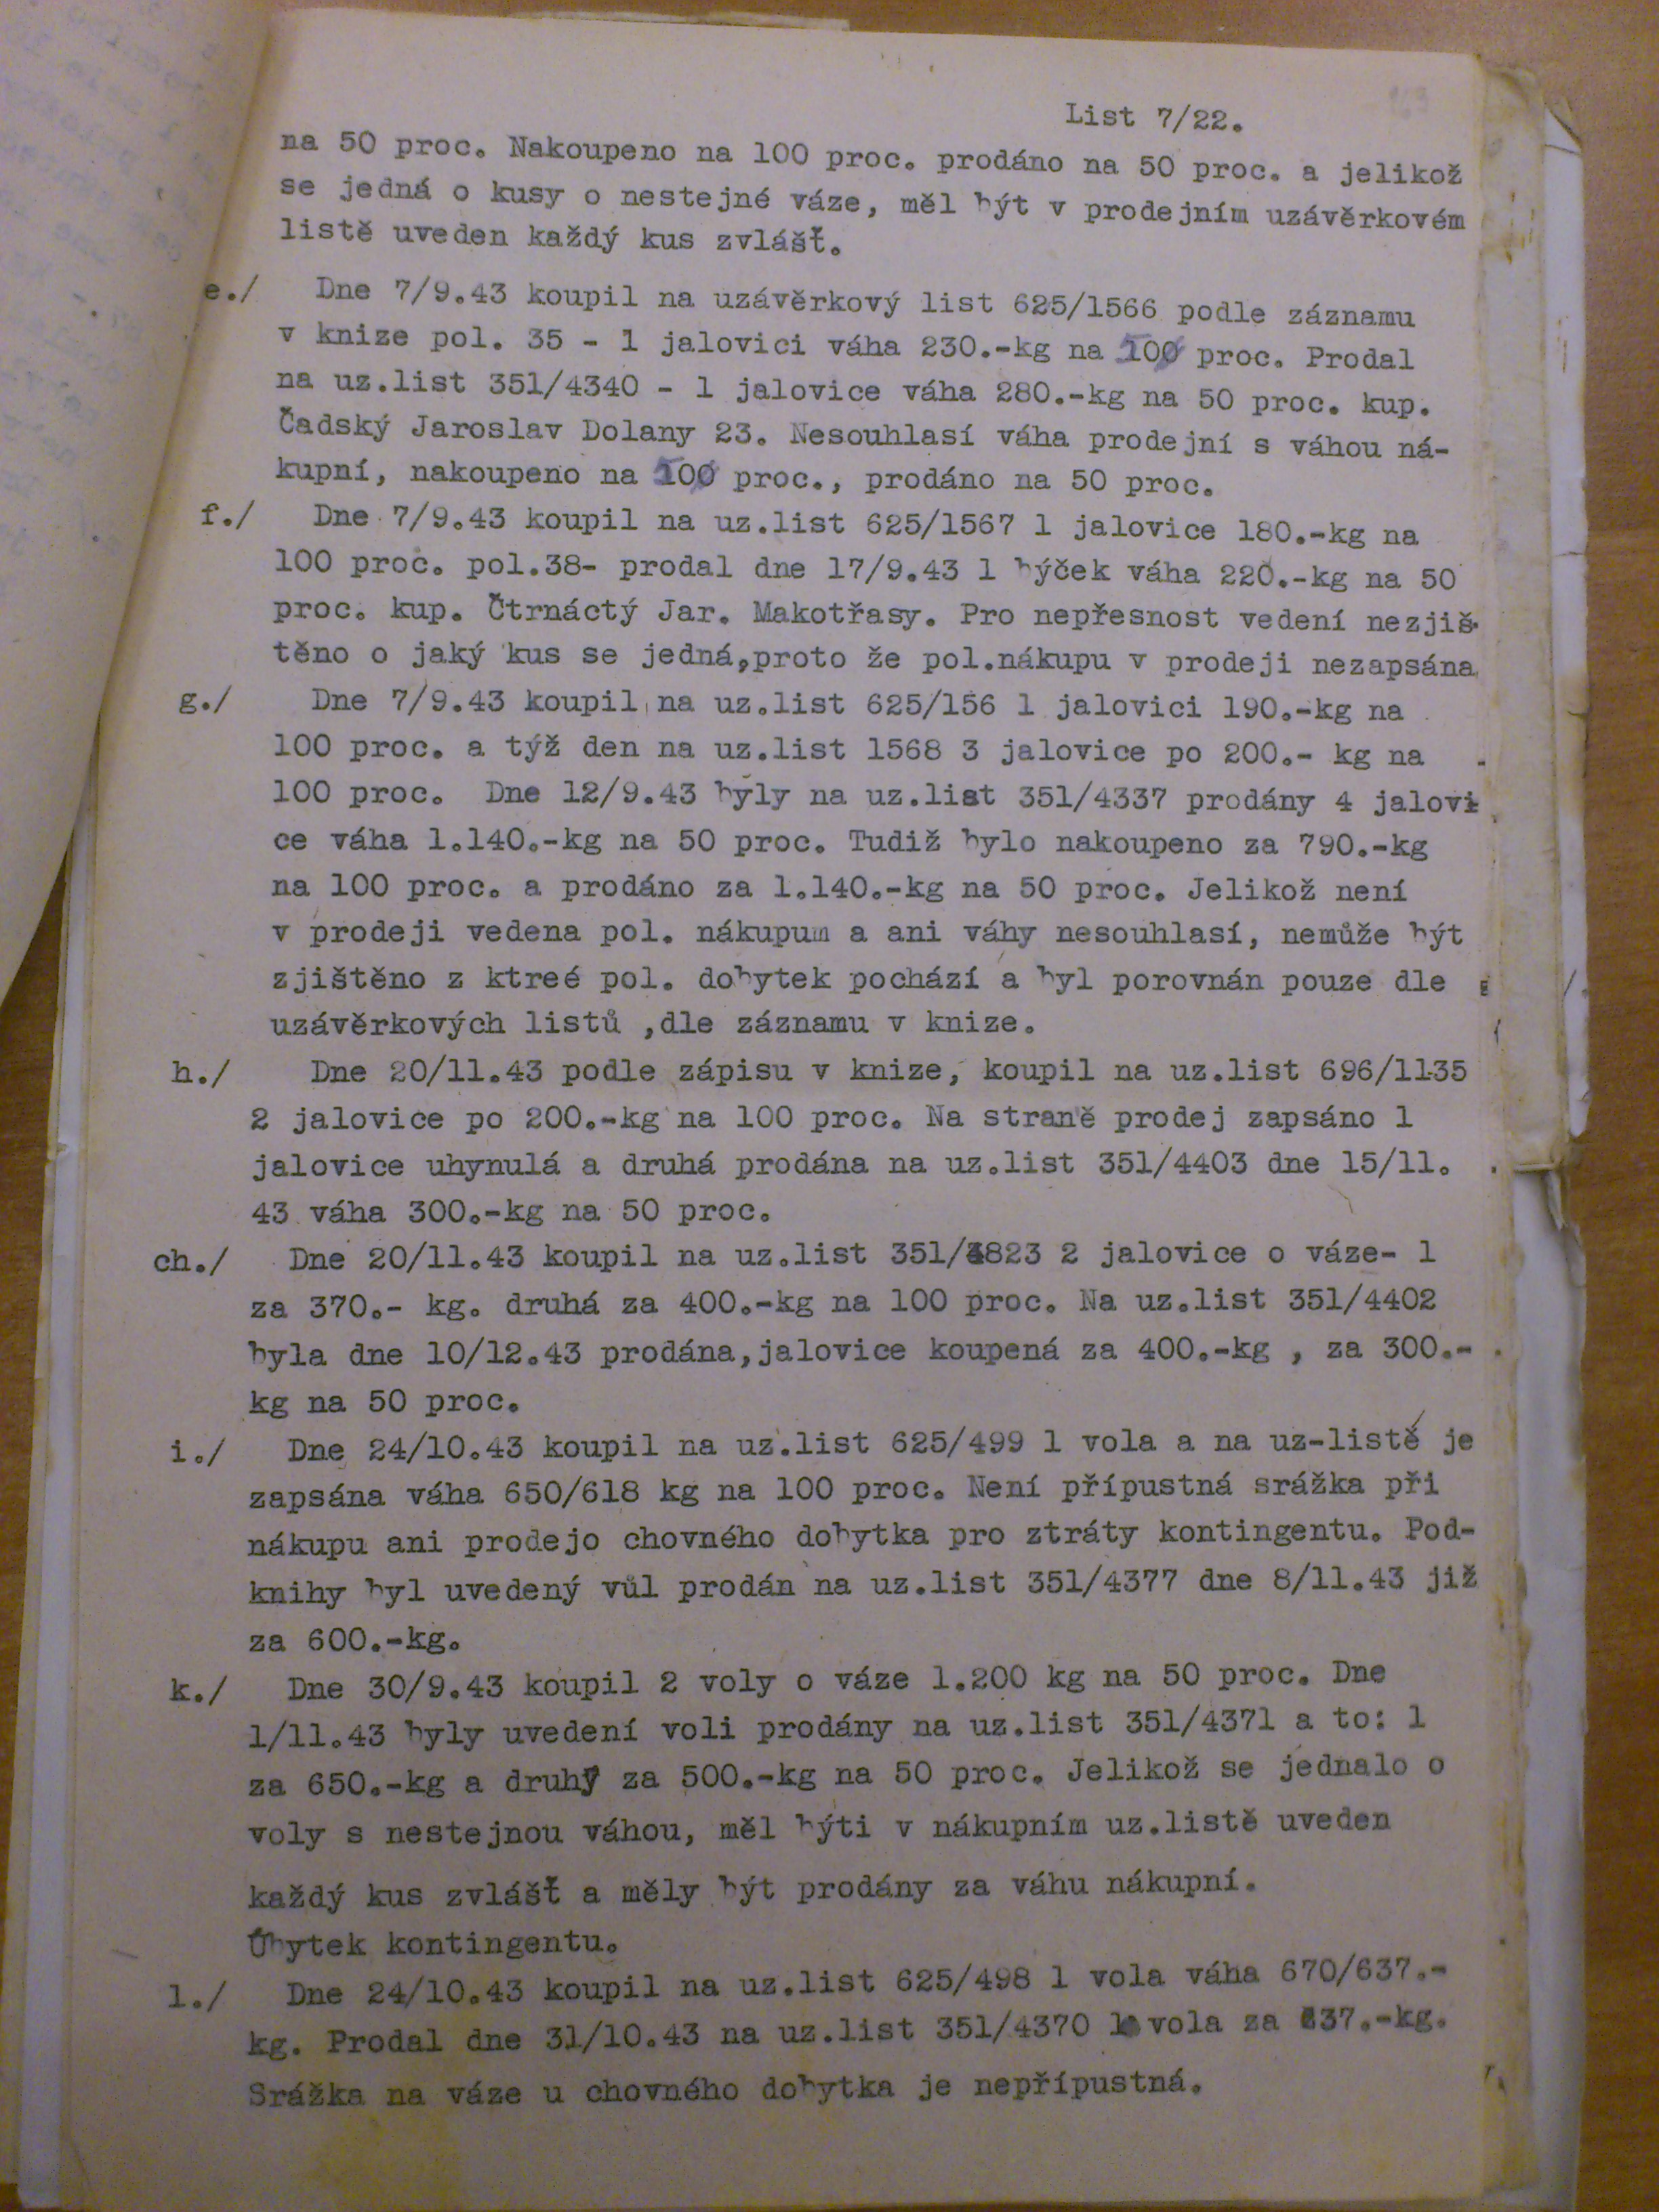 List 7/22.
na 50 proc. Nakoupeno na 100 proc. prodáno na 50 proc. a jelikož
se jedná o kusy o nestejné váze, měl být v prodejním uzávěrkovém
listě uveden každý kus zvlášť.
e./ Dne 7/9.43 koupil na uzávěrkový list 625/1566 podle záznamu
v knize pol. 35 - 1 jalovici váha 230.-kg na 100 proc. Prodal
na uz.list 351/4340 - 1 jalovice váha 280.-kg na 50 proc. kup.
Čadský Jaroslav Dolany 23. Nesouhlasí váha prodejní s váhou ná-
kupní, nakoupeno na 100 proc., prodáno na 50 proc.
f./ Dne 7/9.43 koupil na uz.list 625/1567 1 jalovice 180.-kg na
100 proc. pol.38- prodal dne 17/9.43 1 býček váha 220.-kg na 50
proc. kup. Čtrnáctý Jar. Makotřasy. Pro nepřesnost vedení nezjiš-
těno o jaký kus se jedná,proto že pol.nákupu v prodeji nezapsána
g./ Dne 7/9.43 koupil na uz.list 625/156 1 jalovici 190.-kg na
100 proc. a týž den na uz.list 1568 3 jalovice po 200.- kg na
100 proc. Dne 12/9.43 byly na uz.list 351/4337 prodány 4 jalovi
ce váha 1.140.-kg na 50 proc. Tudiž bylo nakoupeno za 790.-kg
na 100 proc. a prodáno za 1.140.-kg na 50 proc. Jelikož není
v prodeji vedena pol. nákupum a ani váhy nesouhlasí, nemůže být
zjištěno z ktreé pol. dobytek pochází a byl porovnán pouze dle
uzávěrkových listů ,dle záznamu v knize.
h./ Dne 20/11.43 podle zápisu v knize, koupil na uz.list 696/1135
2 jalovice po 200.-kg na 100 proc. Na straně prodej zapsáno 1
jalovice uhynulá a druhá prodána na uz.list 351/4403 dne 15/11.
43 váha 300.-kg na 50 proc.
ch./ Dne 20/11.43 koupil na uz.list 351/3823 2 jalovice o váze- 1
za 370.- kg. druhá za 400.-kg na 100 proc. Na uz.list 351/4402
byla dne 10/12.43 prodána,jalovice koupená za 400.-kg , za 300.-
kg na 50 proc.
i./ Dne 24/10.43 koupil na uz.list 625/499 1 vola a na uz-listě je
zapsána váha 650/618 kg na 100 proc. Není přípustná srážka při
nákupu ani prodejo chovného dobytka pro ztráty kontingentu. Pod-
knihy byl uvedený vůl prodán na uz.list 351/4377 dne 8/11.43 již
za 600.-kg.
k./ Dne 30/9.43 koupil 2 voly o váze 1.200 kg na 50 proc. Dne
1/11.43 byly uvedení voli prodány na uz.list 351/4371 a to: 1
za 650.-kg a druhý za 500.-kg na 50 proc. Jelikož se jednalo o
voly s nestejnou váhou, měl býti v nákupním uz.listě uveden
každý kus zvlášť a měly být prodány za váhu nákupní.
Úbytek kontingentu.
l./ Dne 24/10.43 koupil na uz.list 625/498 1 vola váha 670/637.-
kg. Prodal dne 31/10.43 na uz.list 351/4370 1 vola za 637.-kg.
Srážka na váze u chovného dobytka je nepřípustná.